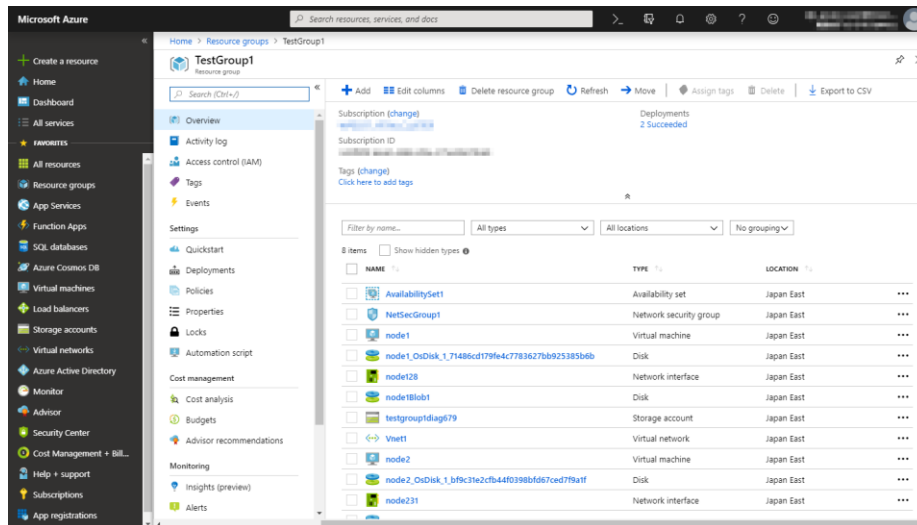 Microsoft Azure
Search resources, services, and docs
Create a resource
Home
Dashboard
All services
FAVORITES
All resources
Resource groups
App Services
Function Apps
SQL databases
Azure Cosmos DB
Virtual machines
Load balancers
Storage accounts
Virtual networks
Azure Active Directory
Monitor
Advisor
Security Center
Cost Management + Bill...
Help + support
Subscriptions
App registrations
Home > Resource groups > TestGroup1
TestGroup1
Resource group
Search (Ctrl+/)
Overview
Activity log
Access control (IAM)
Tags
Events
Settings
Quickstart
Deployments
Policies
Properties
Locks
Automation script
Cost management
Cost analysis
Budgets
Advisor recommendations
Monitoring
Insights (preview)
Alerts
Add Edit columns Delete resource group Refresh Move Assign tags Delete Export to CSV
Subscription (change)
Subscription ID
Tags (change)
Click here to add tags
Deployments
2 Succeeded
Filter by name... All types All locations No grouping
8 items Show hidden types
NAME TYPE LOCATION
AvailabilitySet1 Availability set Japan East
NetSecGroup1 Network security group Japan East
node1 Virtual machine Japan East
node1_OsDisk_1_71486cd179fe4c7783627bb925385b6b Disk Japan East
node128 Network interface Japan East
node1Blob1 Disk Japan East
testgroup1diag679 Storage account Japan East
Vnet1 Virtual network Japan East
node2 Virtual machine Japan East
node2_OsDisk_1_bf9c31e2cfb44f0398bfd67ced7f9a1f Disk Japan East
node231 Network interface Japan East